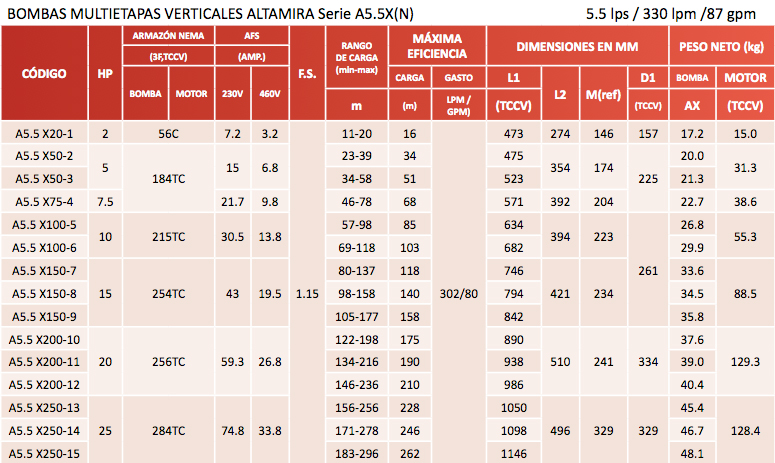 BOMBAS MULTIETAPAS VERTICALES ALTAMIRA Serie A5.5X(N) 5.5 lps / 330 lpm /87 gpm
CÓDIGO HP ARMAZÓN NEMA (3F,TCCV) BOMBA MOTOR AFS (AMP.) 230V 460V F.S. RANGO DE CARGA (min-max) m MÁXIMA EFICIENCIA CARGA (m) GASTO LPM / GPM) DIMENSIONES EN MM L1 (TCCV) L2 M(ref) D1 (TCCV) PESO NETO (kg) BOMBA AX MOTOR (TCCV)
A5.5 X20-1 2 56C 7.2 3.2 11-20 16 473 274 146 157 17.2 15.0
A5.5 X50-2 23-39 34 475 20.0
5 15 6.8 354 174 31.3
A5.5 X50-3 184TC 34-58 51 523 225 21.3
A5.5 X75-4 7.5 21.7 9.8 46-78 68 571 392 204 22.7 38.6
A5.5 X100-5 57-98 85 634 26.8
10 215TC 30.5 13.8 394 223 55.3
A5.5 X100-6 69-118 103 682 29.9
A5.5 X150-7 80-137 118 746 261 33.6
A5.5 X150-8 15 254TC 43 19.5 1.15 98-158 140 302/80 794 421 234 34.5 88.5
A5.5 X150-9 105-177 158 842 35.8
A5.5 X200-10 122-198 175 890 37.6
A5.5 X200-11 20 256TC 59.3 26.8 134-216 190 938 510 241 334 39.0 129.3
A5.5 X200-12 146-236 210 986 40.4
A5.5 X250-13 156-256 228 1050 45.4
A5.5 X250-14 25 284TC 74.8 33.8 171-278 246 1098 496 329 329 46.7 128.4
A5.5 X250-15 183-296 262 1146 48.1